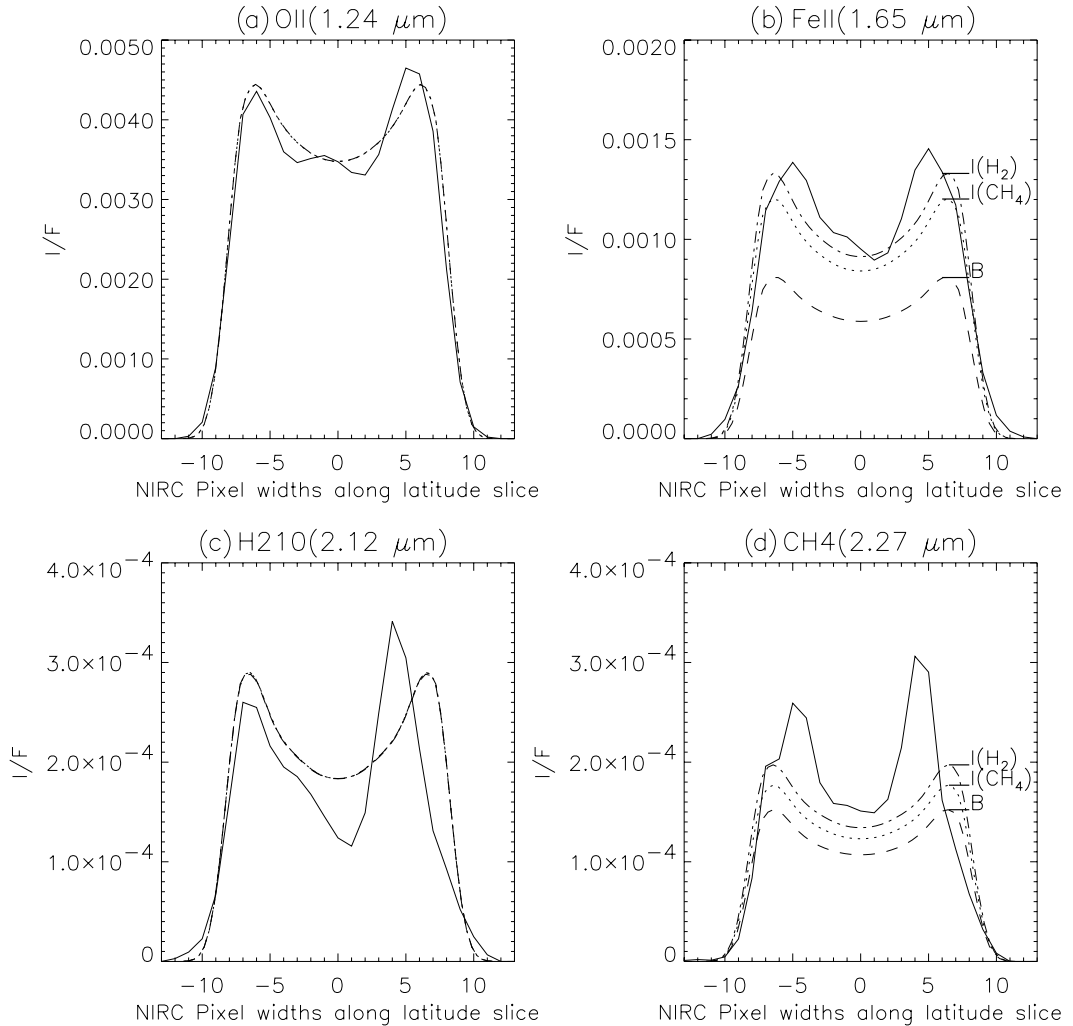 (a) OII(1.24 μm)
0.0050
0.0040
0.0030
0.0020
0.0010
0.0000
I/F
−10 −5 0 5 10
NIRC Pixel widths along latitude slice
(b) FeII(1.65 μm)
0.0020
0.0015
0.0010
0.0005
0.0000
I/F
I(H₂)
I(CH₄)
B
−10 −5 0 5 10
NIRC Pixel widths along latitude slice
(c) H210(2.12 μm)
4.0×10⁻⁴
3.0×10⁻⁴
2.0×10⁻⁴
1.0×10⁻⁴
0
I/F
−10 −5 0 5 10
NIRC Pixel widths along latitude slice
(d) CH4(2.27 μm)
4.0×10⁻⁴
3.0×10⁻⁴
2.0×10⁻⁴
1.0×10⁻⁴
0
I/F
I(H₂)
I(CH₄)
B
−10 −5 0 5 10
NIRC Pixel widths along latitude slice